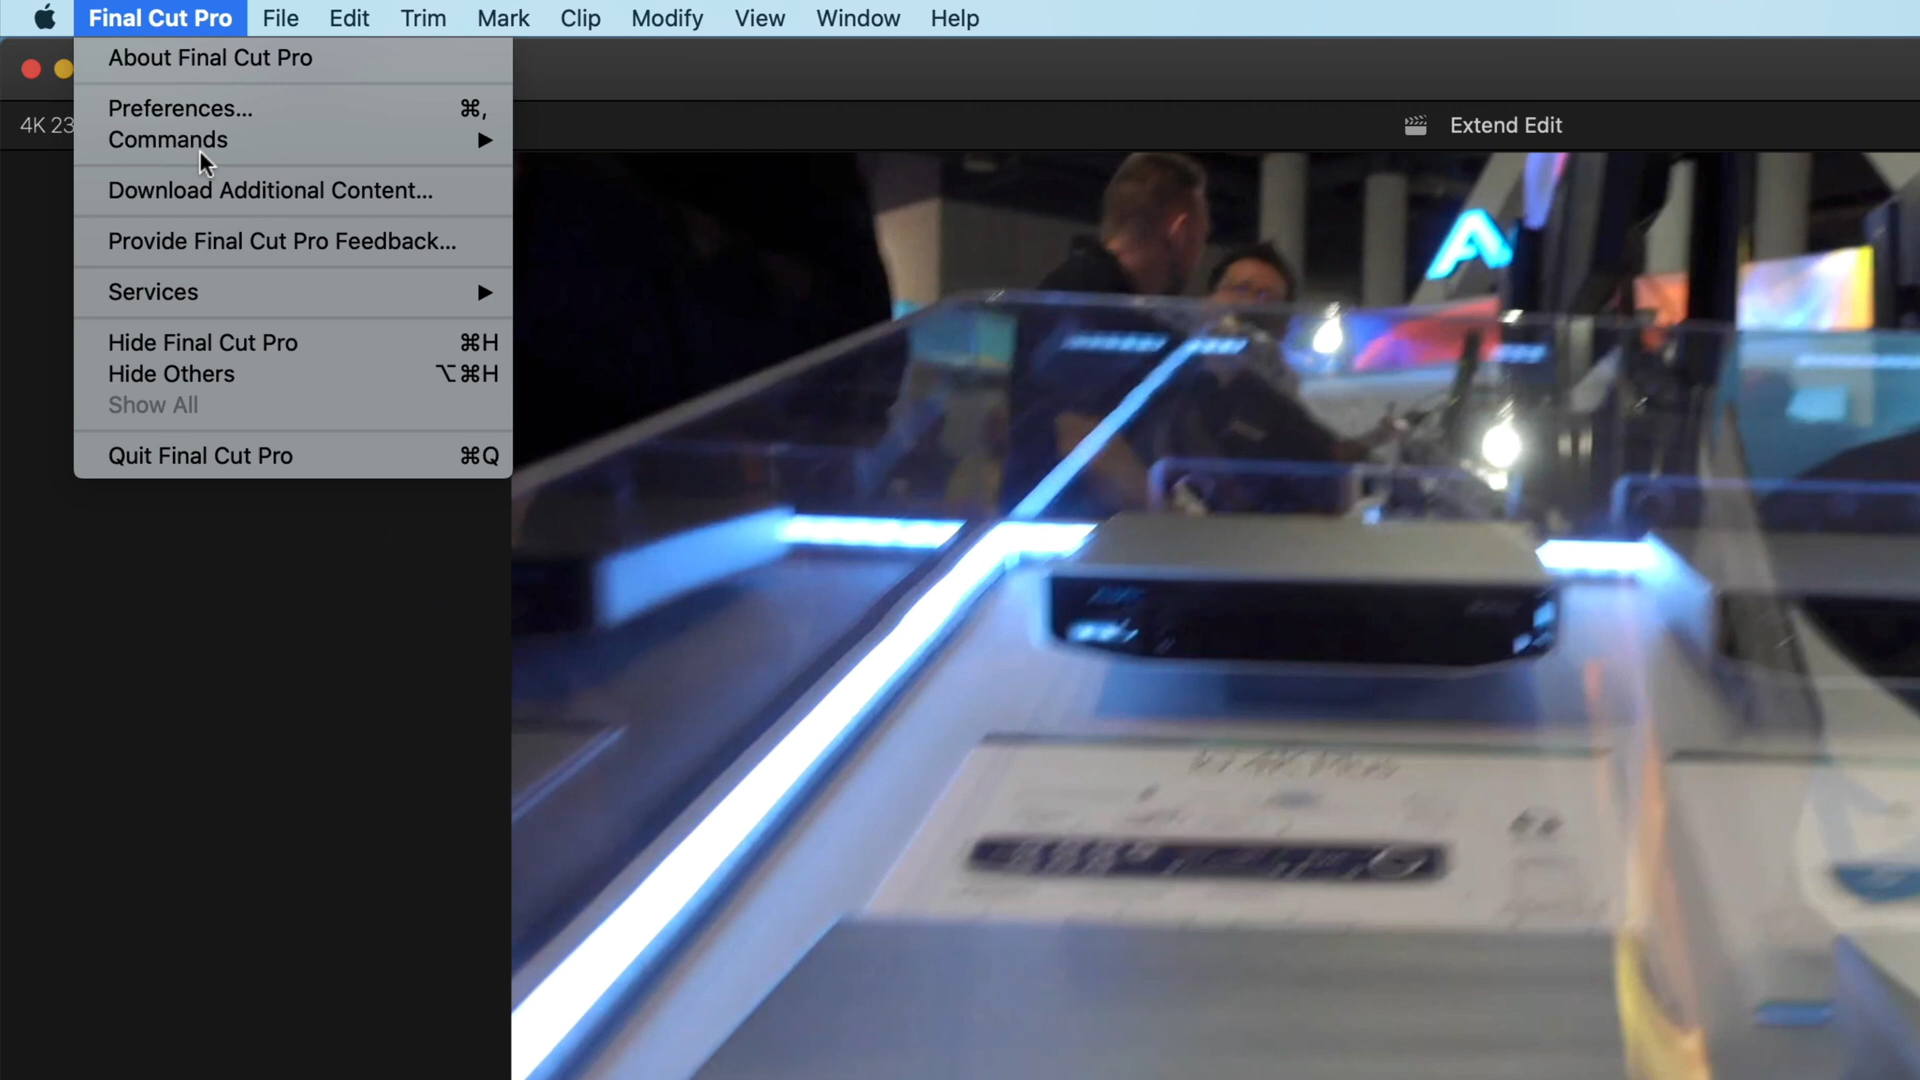 Final Cut Pro File Edit Trim Mark Clip Modify View Window Help
About Final Cut Pro
Preferences... ⌘,
Commands ▶
Download Additional Content...
Provide Final Cut Pro Feedback...
Services ▶
Hide Final Cut Pro ⌘H
Hide Others ⌥⌘H
Show All
Quit Final Cut Pro ⌘Q
4K 23
Extend Edit
A